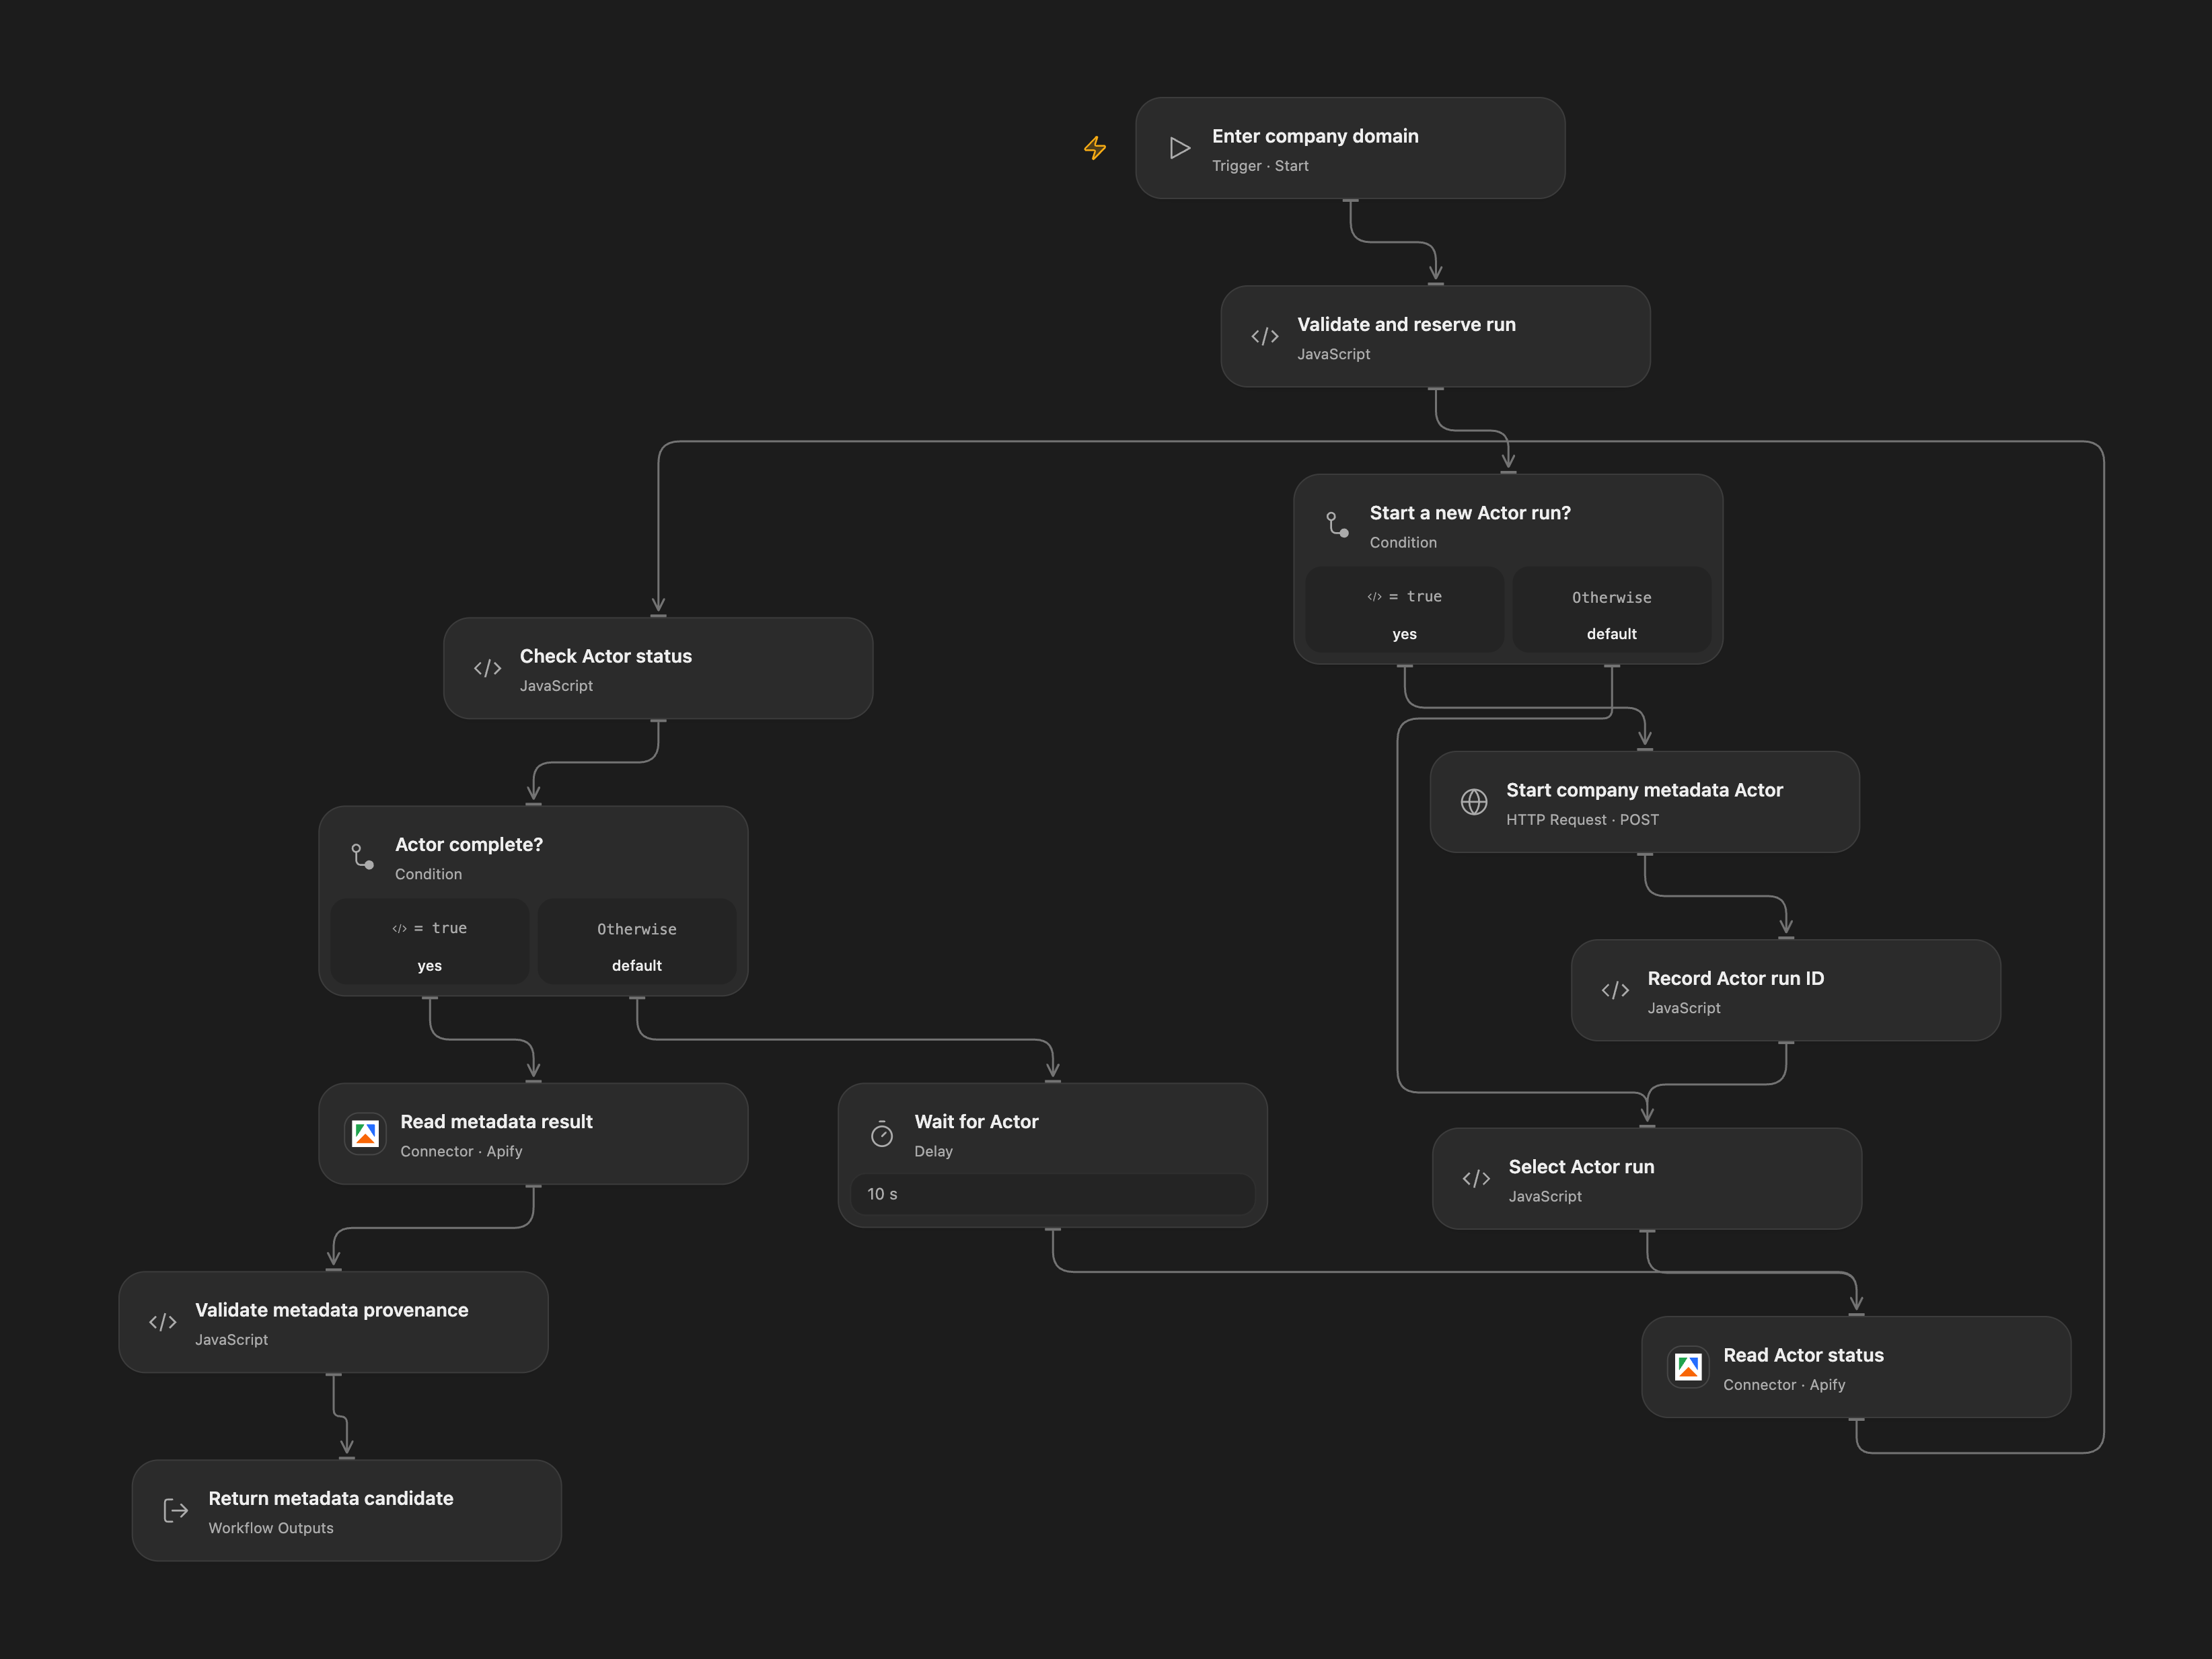 Enter company domain
Trigger · Start
Validate and reserve run
JavaScript
Start a new Actor run?
Condition
</> = true
Otherwise
yes
default
Check Actor status
JavaScript
Start company metadata Actor
HTTP Request · POST
Actor complete?
Condition
</> = true
Otherwise
yes
default
Record Actor run ID
JavaScript
Read metadata result
Connector · Apify
Wait for Actor
Delay
10 s
Select Actor run
JavaScript
Validate metadata provenance
JavaScript
Read Actor status
Connector · Apify
Return metadata candidate
Workflow Outputs